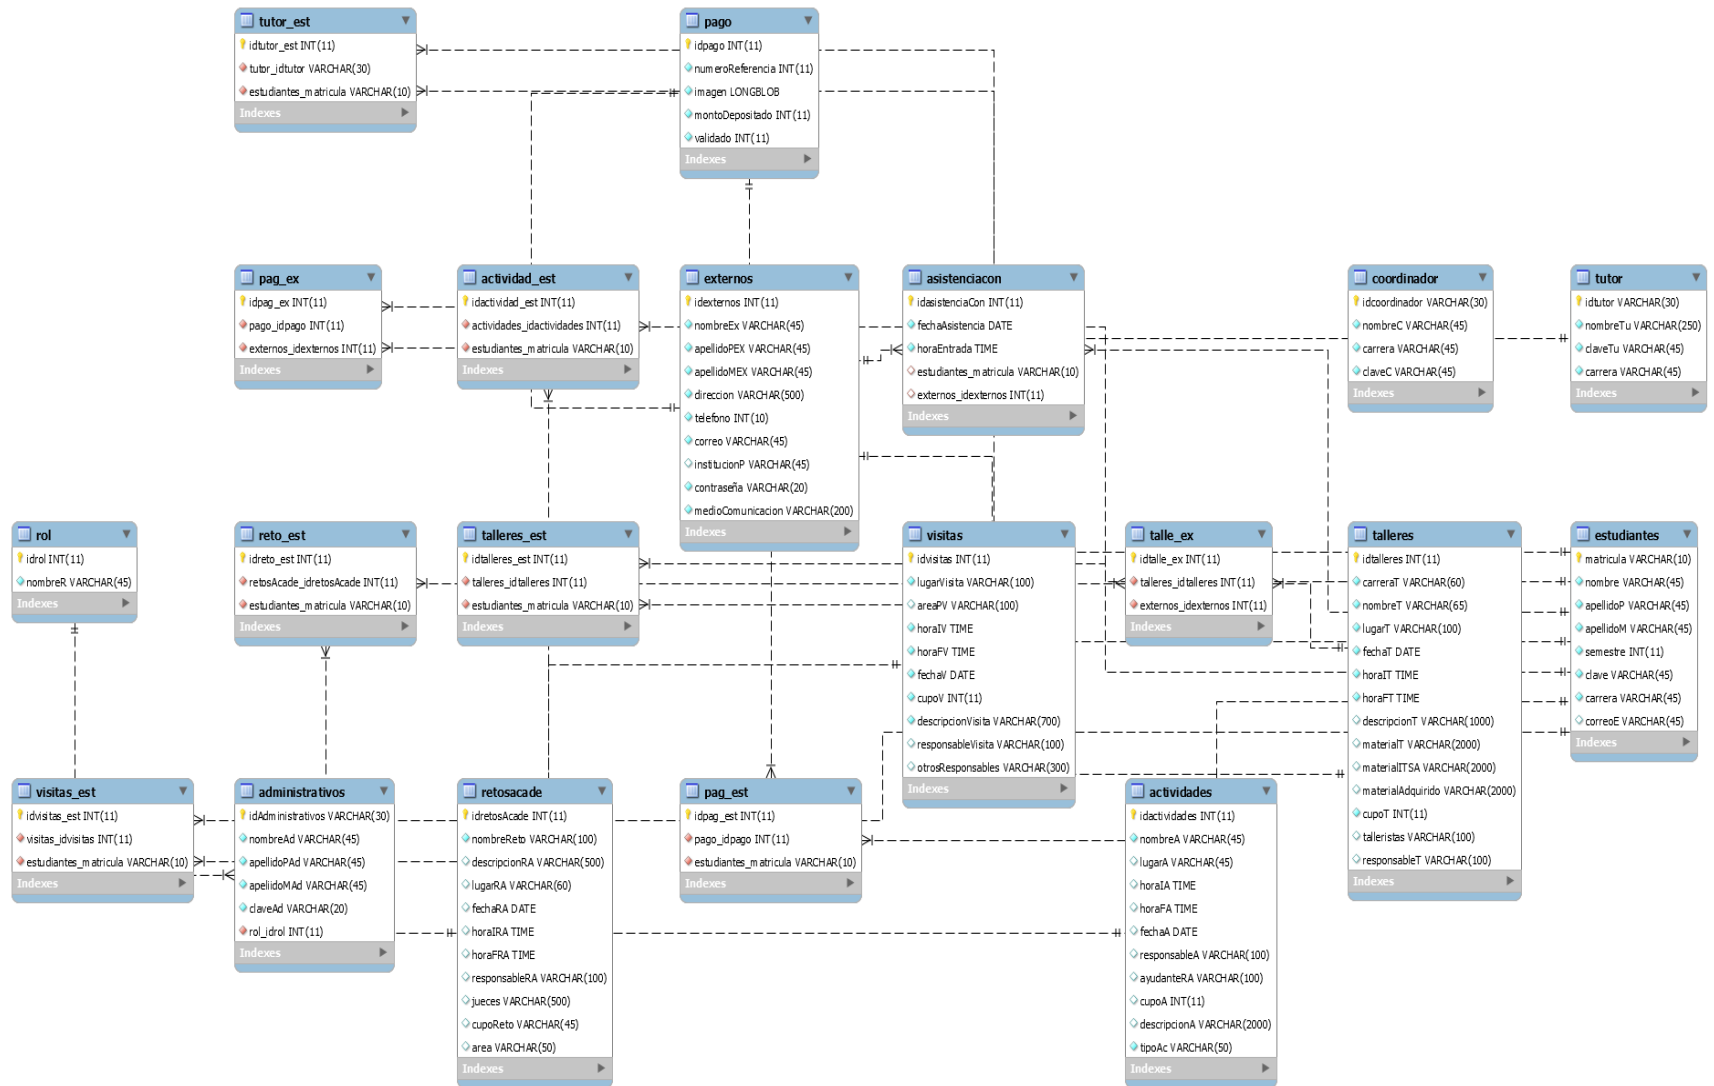 tutor_est
idtutor_est INT(11)
tutor_idtutor VARCHAR(30)
estudiantes_matricula VARCHAR(10)
Indexes
pago
idpago INT(11)
numeroReferencia INT(11)
imagen LONGBLOB
montoDepositado INT(11)
validado INT(11)
Indexes
pag_ex
idpag_ex INT(11)
pago_idpago INT(11)
externos_idexternos INT(11)
Indexes
actividad_est
idactividad_est INT(11)
actividades_idactividades INT(11)
estudiantes_matricula VARCHAR(10)
Indexes
externos
idexternos INT(11)
nombreEx VARCHAR(45)
apellidoPEX VARCHAR(45)
apellidoMEX VARCHAR(45)
direccion VARCHAR(500)
telefono INT(10)
correo VARCHAR(45)
institucionP VARCHAR(45)
contraseña VARCHAR(20)
medioComunicacion VARCHAR(200)
Indexes
asistenciacon
idasistenciaCon INT(11)
fechaAsistencia DATE
horaEntrada TIME
estudiantes_matricula VARCHAR(10)
externos_idexternos INT(11)
Indexes
coordinador
idcoordinador VARCHAR(30)
nombreC VARCHAR(45)
carrera VARCHAR(45)
claveC VARCHAR(45)
Indexes
tutor
idtutor VARCHAR(30)
nombreTu VARCHAR(250)
claveTu VARCHAR(45)
carrera VARCHAR(45)
Indexes
rol
idrol INT(11)
nombreR VARCHAR(45)
Indexes
reto_est
idreto_est INT(11)
retosAcade_idretosAcade INT(11)
estudiantes_matricula VARCHAR(10)
Indexes
talleres_est
idtalleres_est INT(11)
talleres_idtalleres INT(11)
estudiantes_matricula VARCHAR(10)
Indexes
visitas
idvisitas INT(11)
lugarVisita VARCHAR(100)
areaPV VARCHAR(100)
horaIV TIME
horaFV TIME
fechaV DATE
cupoV INT(11)
descripcionVisita VARCHAR(700)
responsableVisita VARCHAR(100)
otrosResponsables VARCHAR(300)
Indexes
talle_ex
idtalle_ex INT(11)
talleres_idtalleres INT(11)
externos_idexternos INT(11)
Indexes
talleres
idtalleres INT(11)
carreraT VARCHAR(60)
nombreT VARCHAR(65)
lugarT VARCHAR(100)
fechaT DATE
horaIT TIME
horaFT TIME
descripcionT VARCHAR(1000)
materialT VARCHAR(2000)
materialITSA VARCHAR(2000)
materialAdquirido VARCHAR(2000)
cupoT INT(11)
talleristas VARCHAR(100)
responsableT VARCHAR(100)
Indexes
estudiantes
matricula VARCHAR(10)
nombre VARCHAR(45)
apellidoP VARCHAR(45)
apellidoM VARCHAR(45)
semestre INT(11)
clave VARCHAR(45)
carrera VARCHAR(45)
correoE VARCHAR(45)
Indexes
visitas_est
idvisitas_est INT(11)
visitas_idvisitas INT(11)
estudiantes_matricula VARCHAR(10)
Indexes
administrativos
idAdministrativos VARCHAR(30)
nombreAd VARCHAR(45)
apellidoPAd VARCHAR(45)
apeliidoMAd VARCHAR(45)
claveAd VARCHAR(20)
rol_idrol INT(11)
Indexes
retosacade
idretosAcade INT(11)
nombreReto VARCHAR(100)
descripcionRA VARCHAR(500)
lugarRA VARCHAR(60)
fechaRA DATE
horaIRA TIME
horaFRA TIME
responsableRA VARCHAR(100)
jueces VARCHAR(500)
cupoReto VARCHAR(45)
area VARCHAR(50)
Indexes
pag_est
idpag_est INT(11)
pago_idpago INT(11)
estudiantes_matricula VARCHAR(10)
Indexes
actividades
idactividades INT(11)
nombreA VARCHAR(45)
lugarA VARCHAR(45)
horaIA TIME
horaFA TIME
fechaA DATE
responsableA VARCHAR(100)
ayudanteRA VARCHAR(100)
cupoA INT(11)
descripcionA VARCHAR(2000)
tipoAc VARCHAR(50)
Indexes